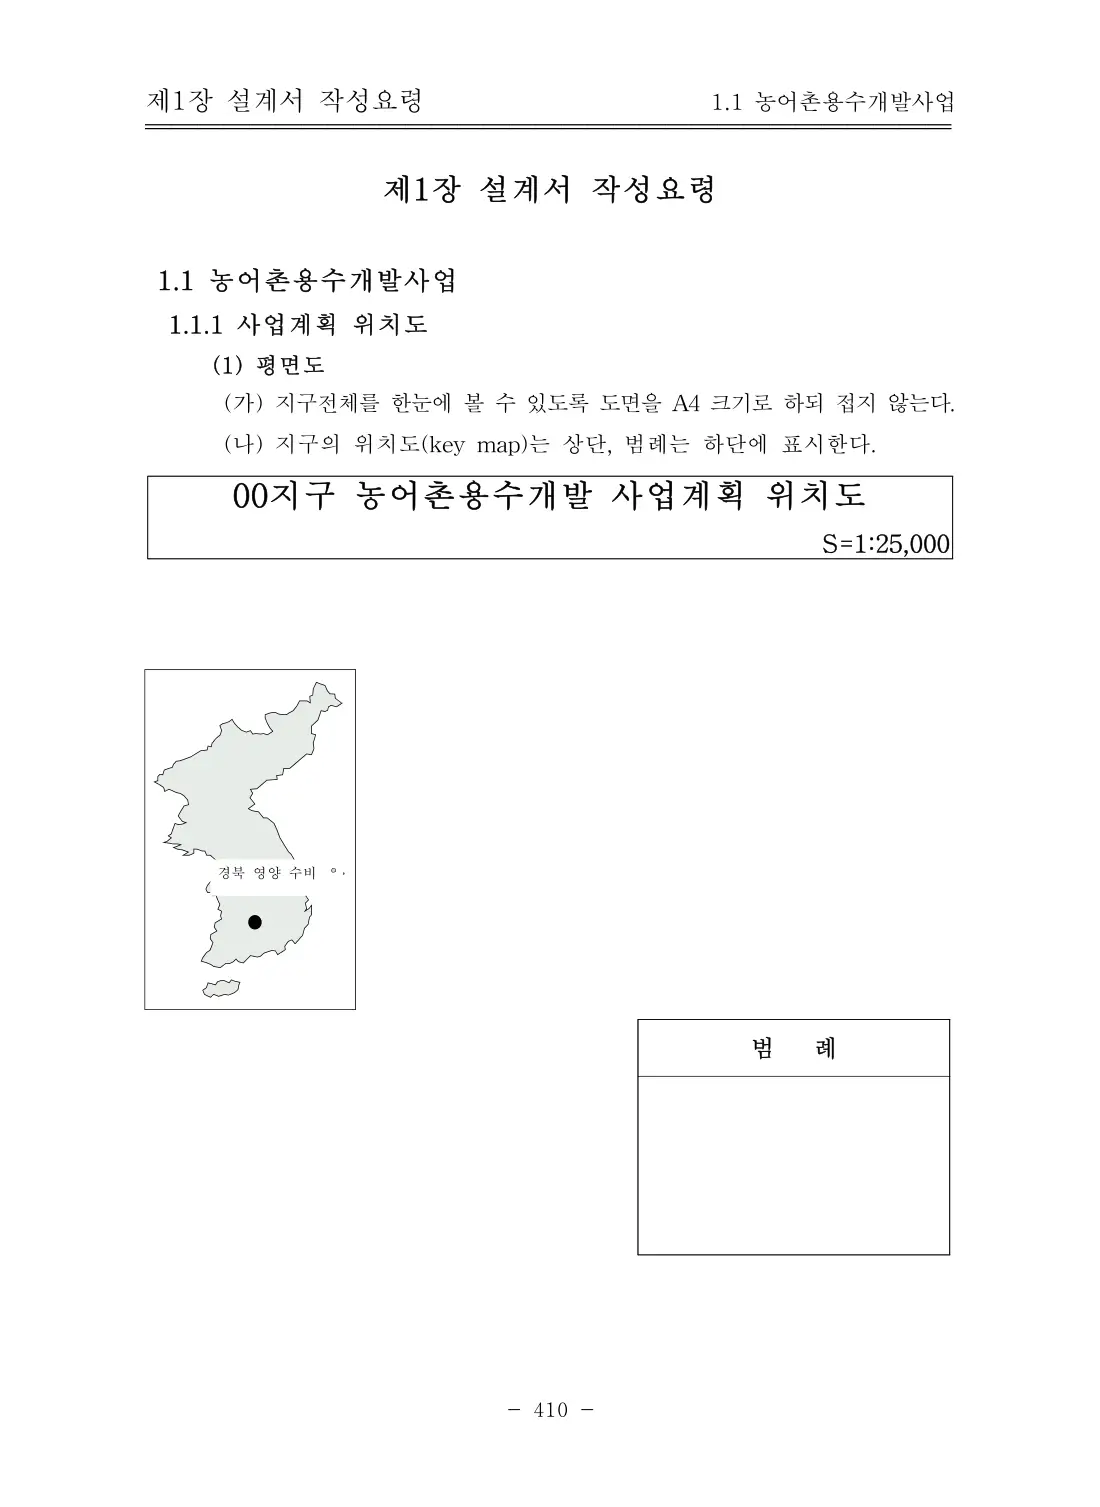 제1장 설계서 작성요령
1.1 농어촌용수개발사업
제1장 설계서 작성요령
1.1 농어촌용수개발사업
1.1.1 사업계획 위치도
(1) 평면도
(가) 지구전체를 한눈에 볼 수 있도록 도면을 A4 크기로 하되 접지 않는다.
(나) 지구의 위치도(key map)는 상단, 범례는 하단에 표시한다.
00지구 농어촌용수개발 사업계획 위치도
S=1:25,000
경북 영양 수비
범 례
- 410 -